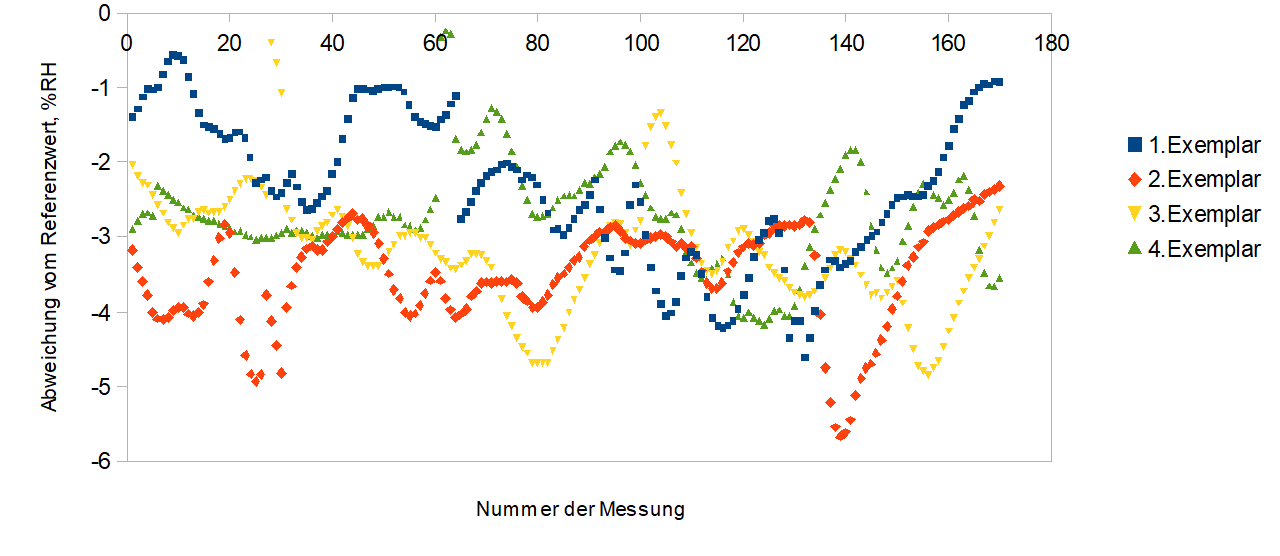 0
0 20 40 60 80 100 120 140 160 180
-1
-2
-3
-4
-5
-6
Abweichung vom Referenzwert, %RH
Nummer der Messung
1.Exemplar
2.Exemplar
3.Exemplar
4.Exemplar